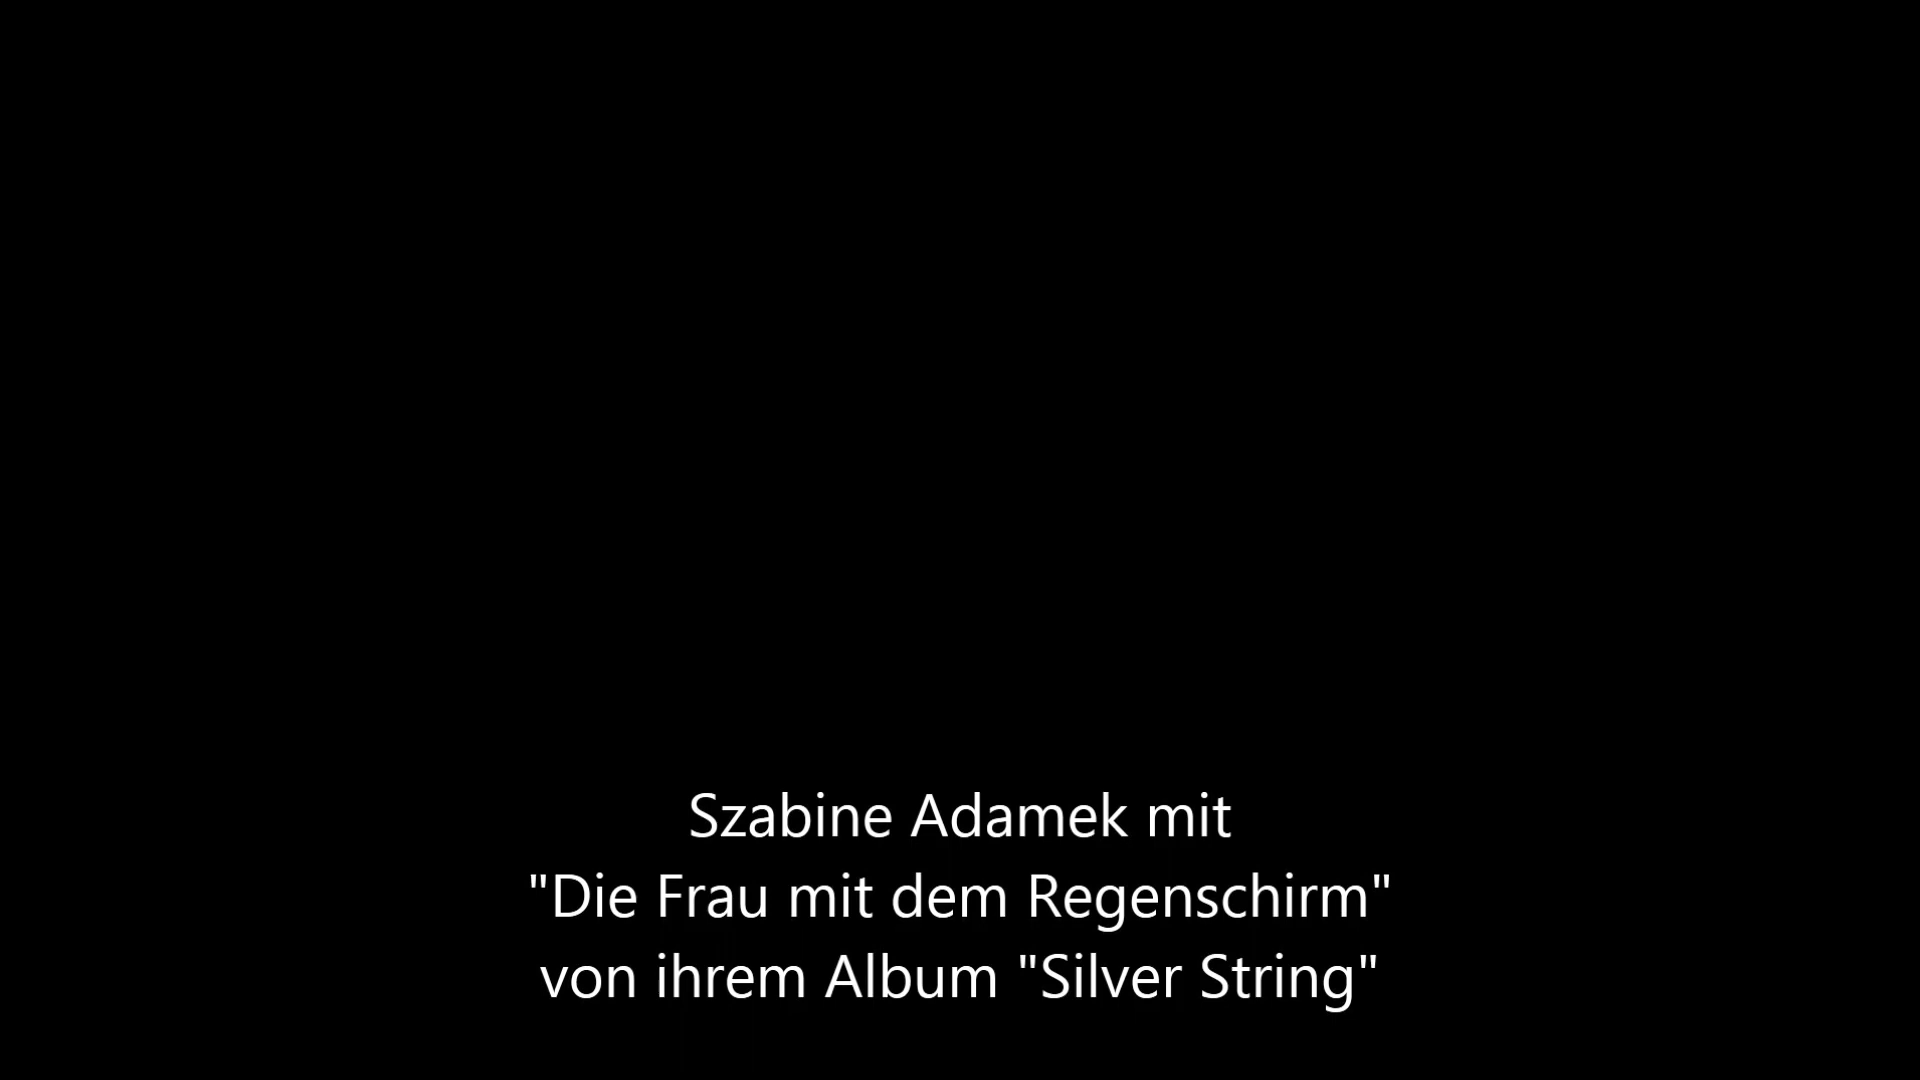 Szabine Adamek mit
"Die Frau mit dem Regenschirm"
von ihrem Album "Silver String"